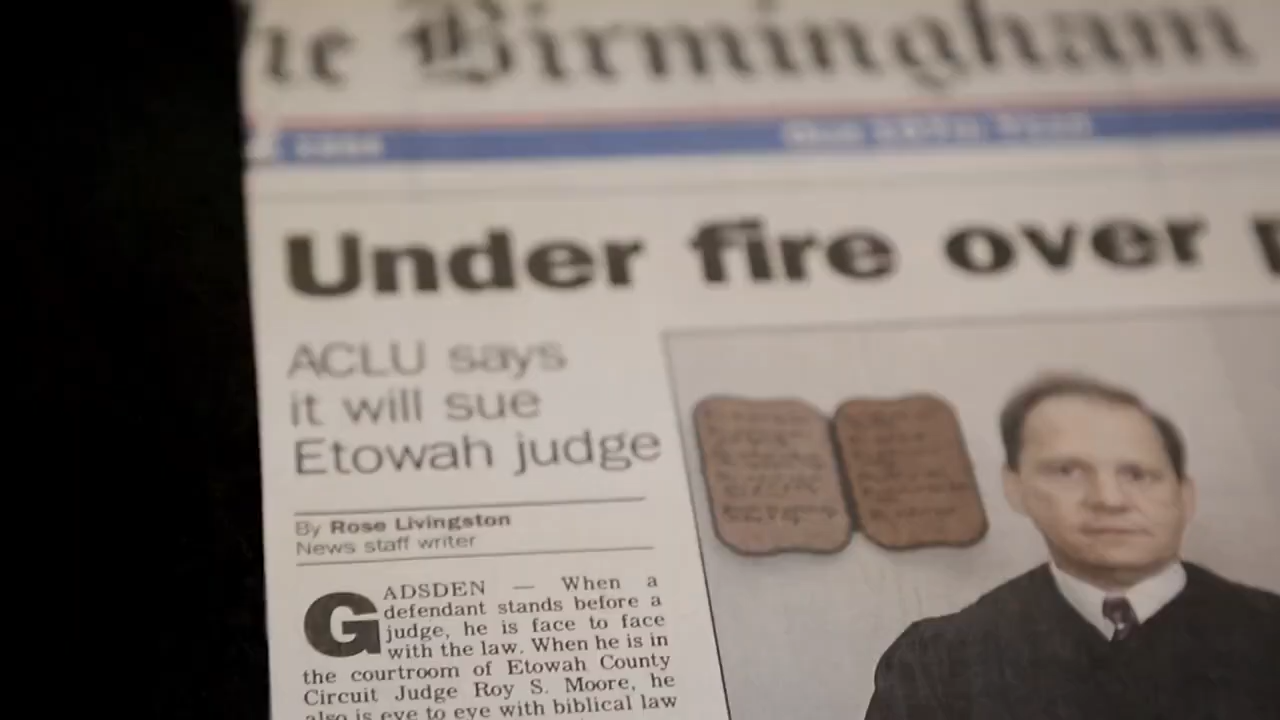 he Birmingham
Under fire over
ACLU says
it will sue
Etowah judge
By Rose Livingston
News staff writer
GADSDEN — When a
defendant stands before a
judge, he is face to face
with the law. When he is in
the courtroom of Etowah County
Circuit Judge Roy S. Moore, he
also is eye to eye with biblical law